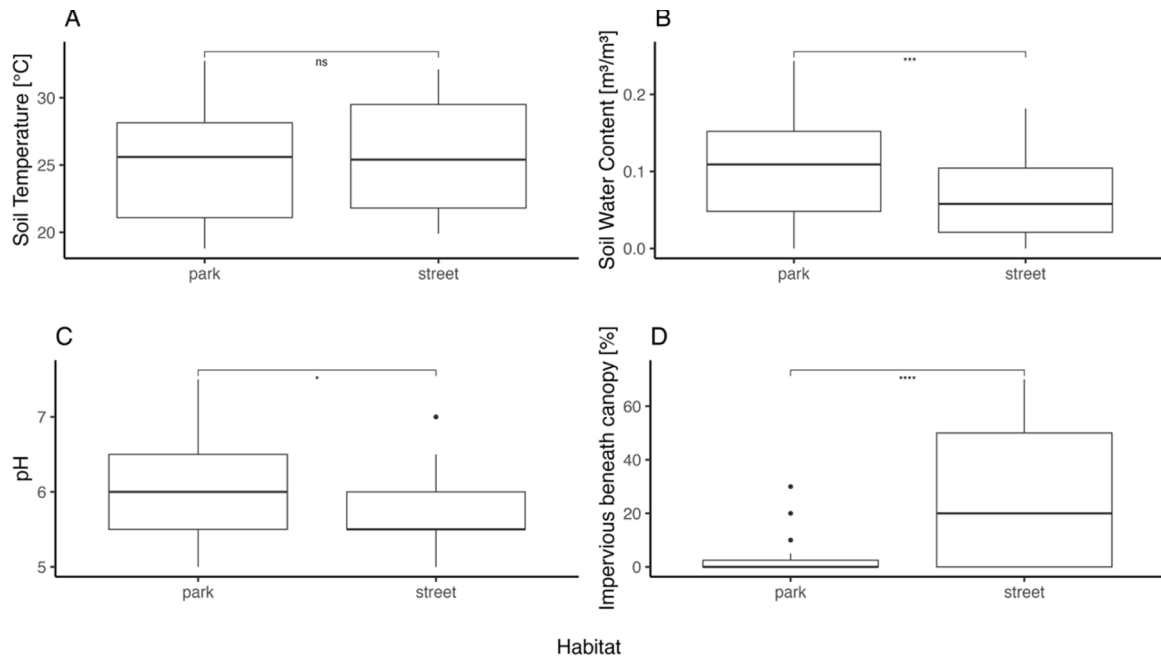 A
Soil Temperature [°C]
30
25
20
ns
park street
B
Soil Water Content [m³/m³]
0.2
0.1
0.0
***
park street
C
pH
7
6
5
*
park street
D
Impervious beneath canopy [%]
60
40
20
0
****
park street
Habitat